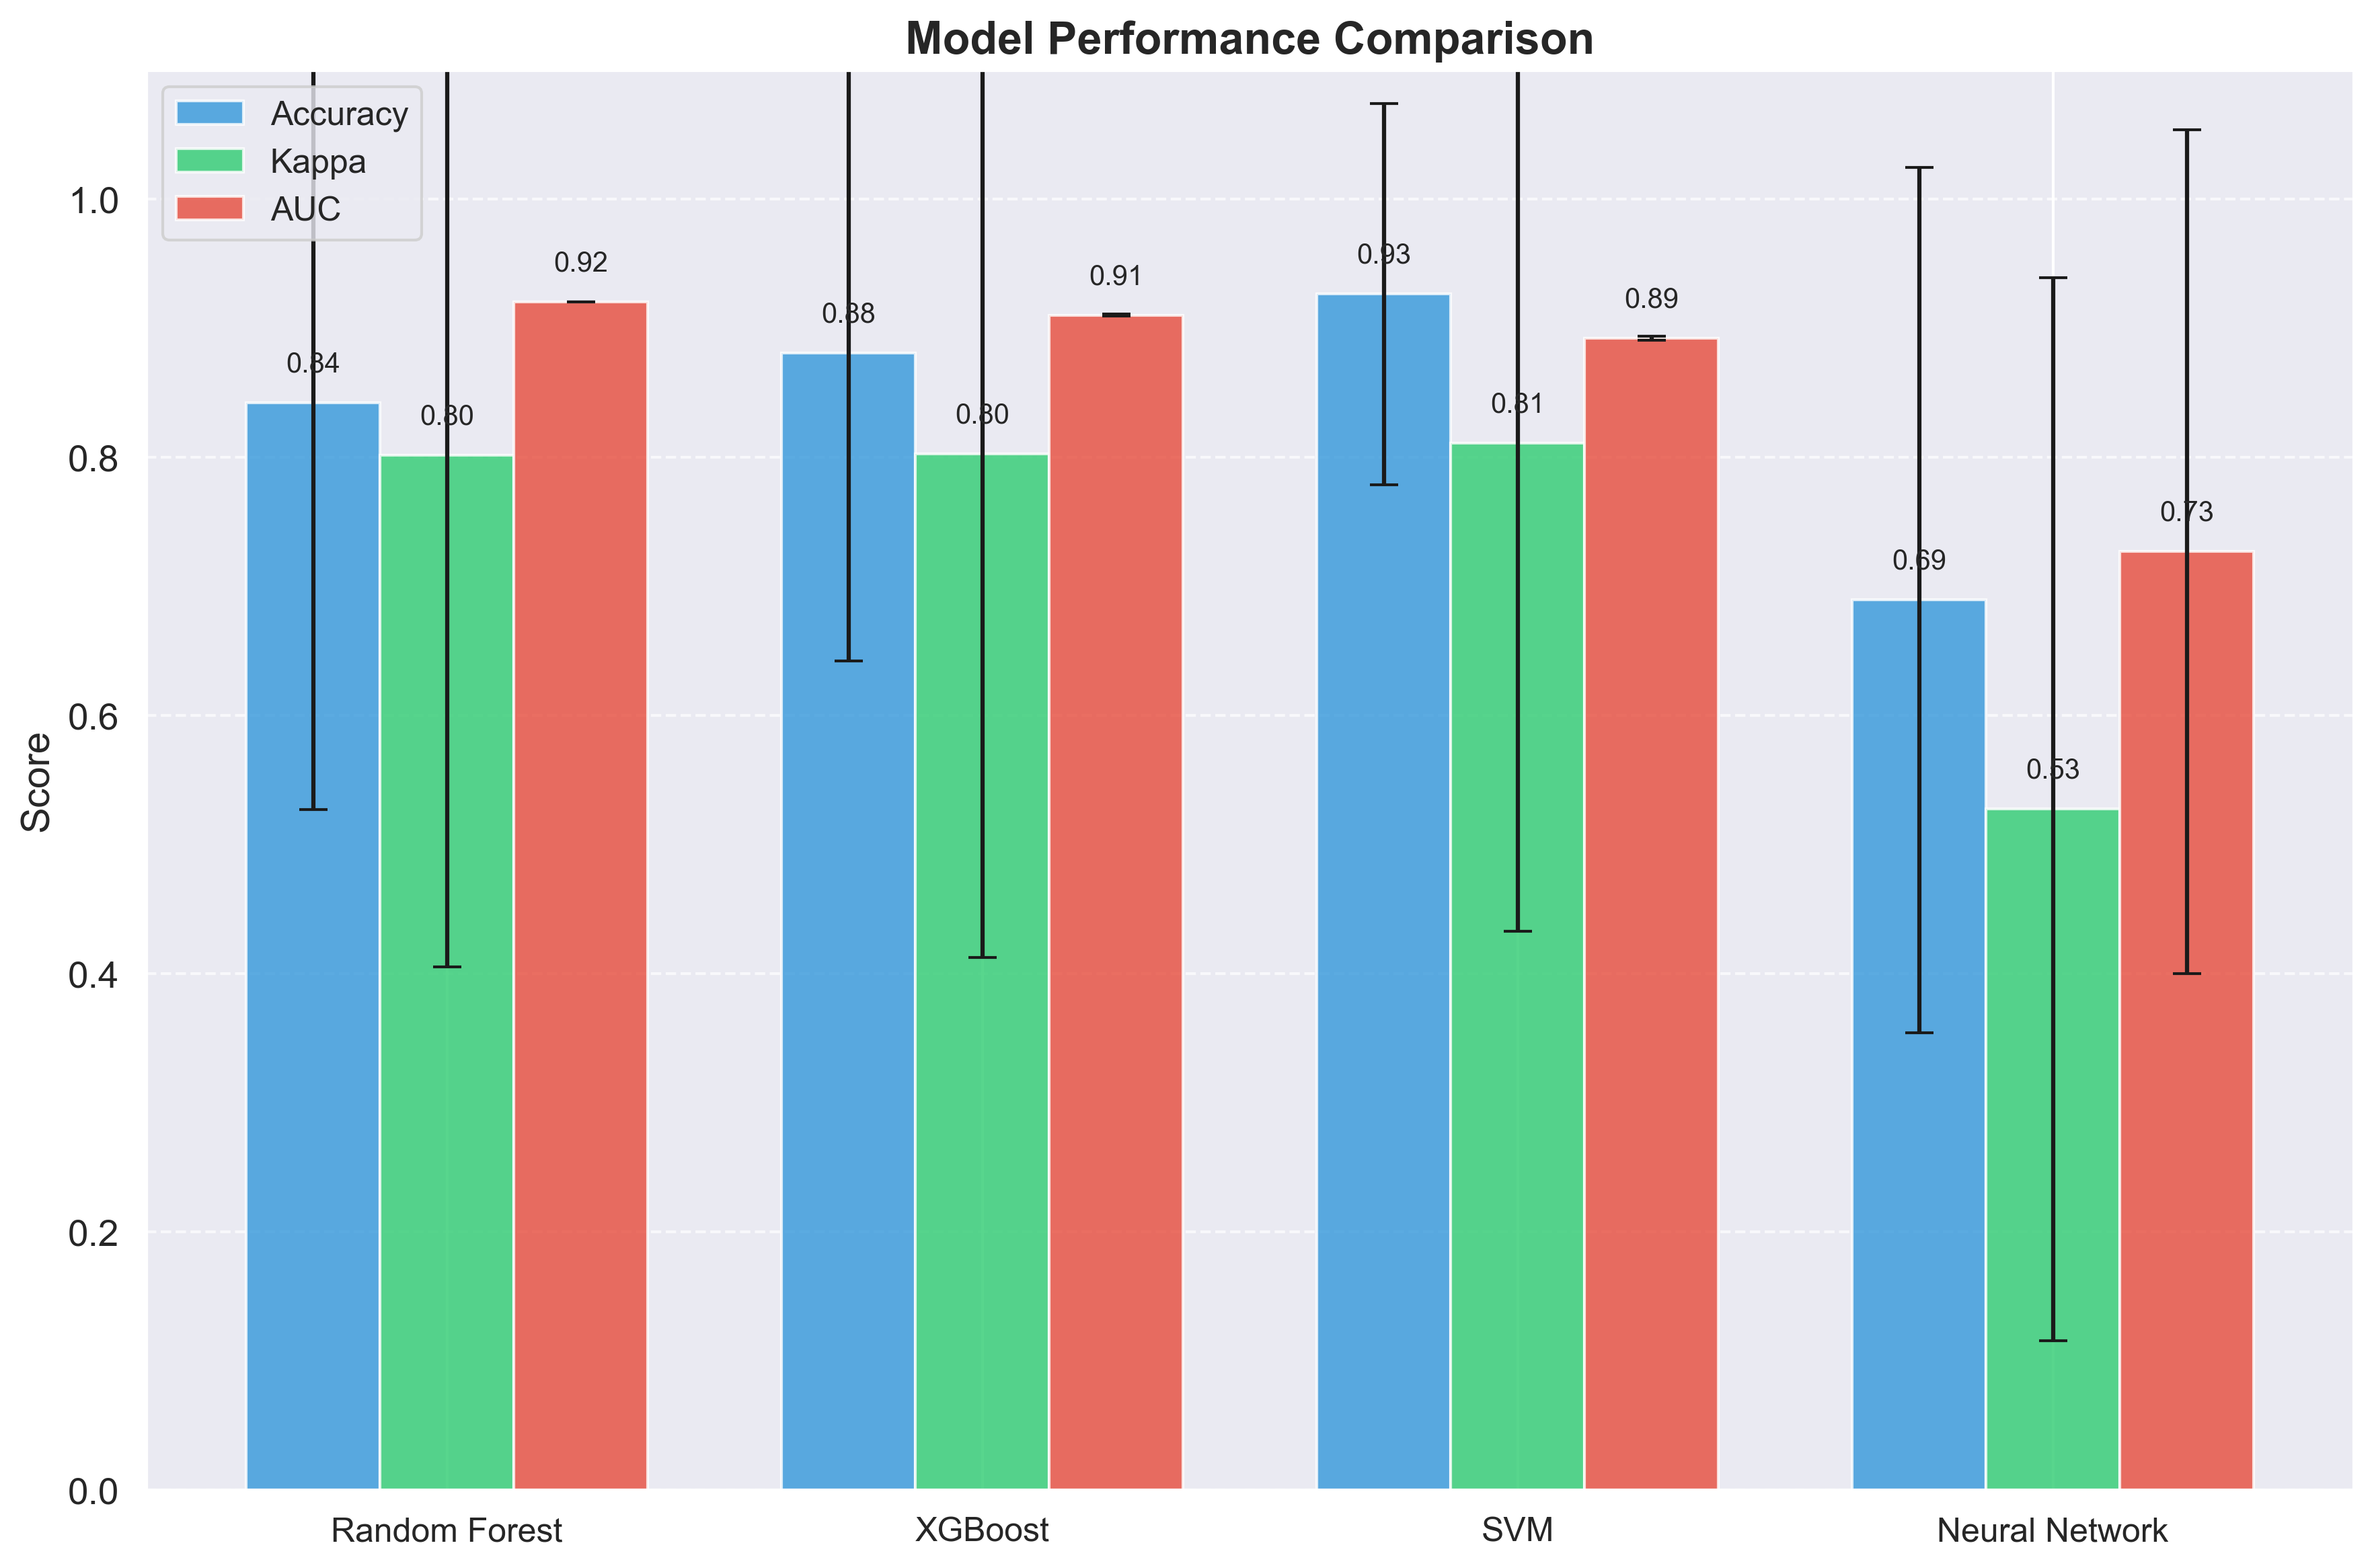 Model Performance Comparison
Accuracy
Kappa
AUC
Score
1.0
0.8
0.6
0.4
0.2
0.0
0.84
0.80
0.92
0.88
0.80
0.91
0.93
0.81
0.89
0.69
0.53
0.73
Random Forest
XGBoost
SVM
Neural Network